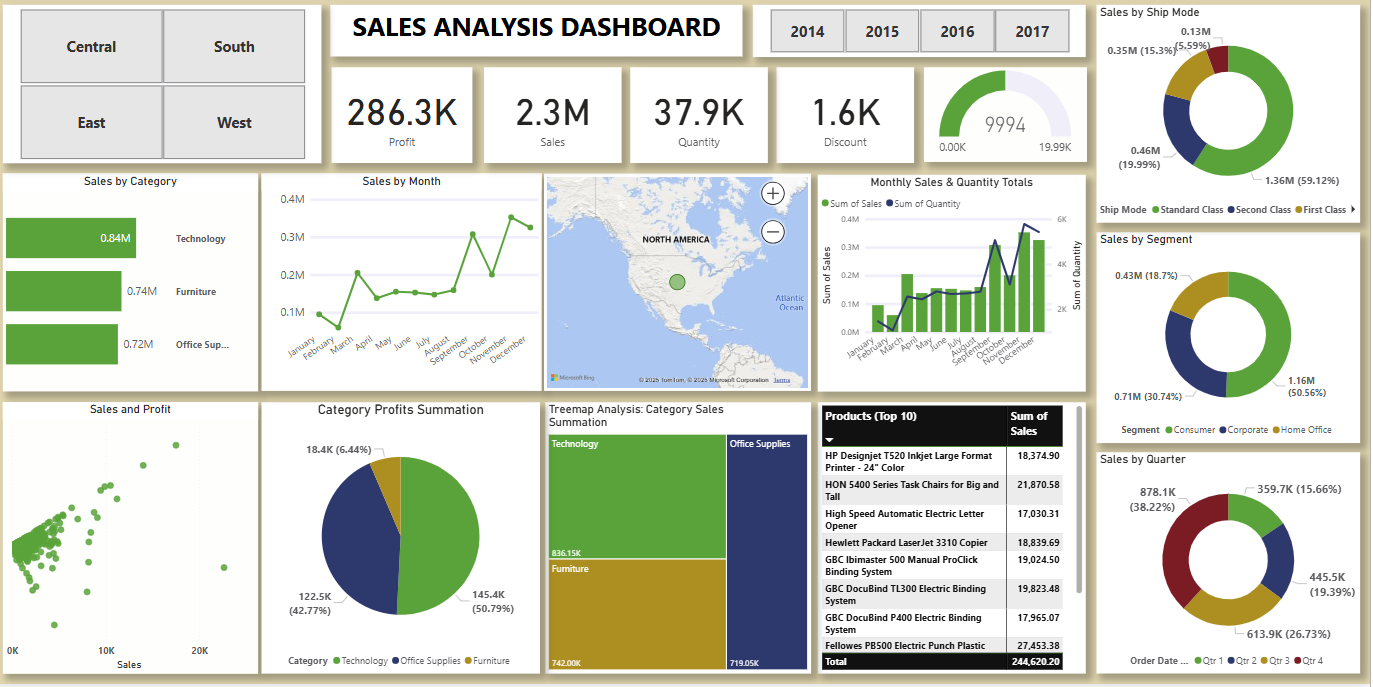 Central
South
East
West
SALES ANALYSIS DASHBOARD
2014
2015
2016
2017
286.3K
Profit
2.3M
Sales
37.9K
Quantity
1.6K
Discount
9994
0.00K
19.99K
Sales by Ship Mode
0.13M
(5.59%)
0.35M (15.3%)
0.46M
(19.99%)
1.36M (59.12%)
Ship Mode
Standard Class
Second Class
First Class
Sales by Category
0.84M
Technology
0.74M
Furniture
0.72M
Office Sup...
Sales by Month
0.4M
0.3M
0.2M
0.1M
January
February
March
April
May
June
July
August
September
October
November
December
NORTH AMERICA
Atlantic
Ocean
Microsoft Bing
© 2025 TomTom, © 2025 Microsoft Corporation
Terms
Monthly Sales & Quantity Totals
Sum of Sales
Sum of Quantity
Sum of Sales
0.4M
0.3M
0.2M
0.1M
0.0M
6K
4K
2K
Sum of Quantity
January
February
March
April
May
June
July
August
September
October
November
December
Sales by Segment
0.43M (18.7%)
0.71M (30.74%)
1.16M
(50.56%)
Segment
Consumer
Corporate
Home Office
Sales and Profit
0K
10K
20K
Sales
Category Profits Summation
18.4K (6.44%)
122.5K
(42.77%)
145.4K
(50.79%)
Category
Technology
Office Supplies
Furniture
Treemap Analysis: Category Sales
Summation
Technology
836.15K
Furniture
742.00K
Office Supplies
719.05K
Products (Top 10)
Sum of
Sales
HP Designjet T520 Inkjet Large Format
Printer - 24" Color
18,374.90
HON 5400 Series Task Chairs for Big and
Tall
21,870.58
High Speed Automatic Electric Letter
Opener
17,030.31
Hewlett Packard LaserJet 3310 Copier
18,839.69
GBC Ibimaster 500 Manual ProClick
Binding System
19,024.50
GBC DocuBind TL300 Electric Binding
System
19,823.48
GBC DocuBind P400 Electric Binding
System
17,965.07
Fellowes PB500 Electric Punch Plastic
27,453.38
Total
244,620.20
Sales by Quarter
878.1K
(38.22%)
359.7K (15.66%)
445.5K
(19.39%)
613.9K (26.73%)
Order Date ...
Qtr 1
Qtr 2
Qtr 3
Qtr 4